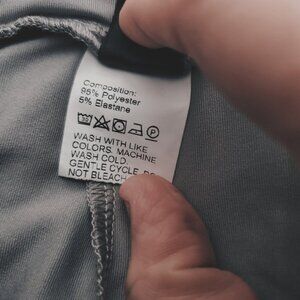 Composition:
95% Polyester
5% Elastane
WASH WITH LIKE
COLORS. MACHINE
WASH COLD.
GENTLE CYCLE.
NOT BLEACH